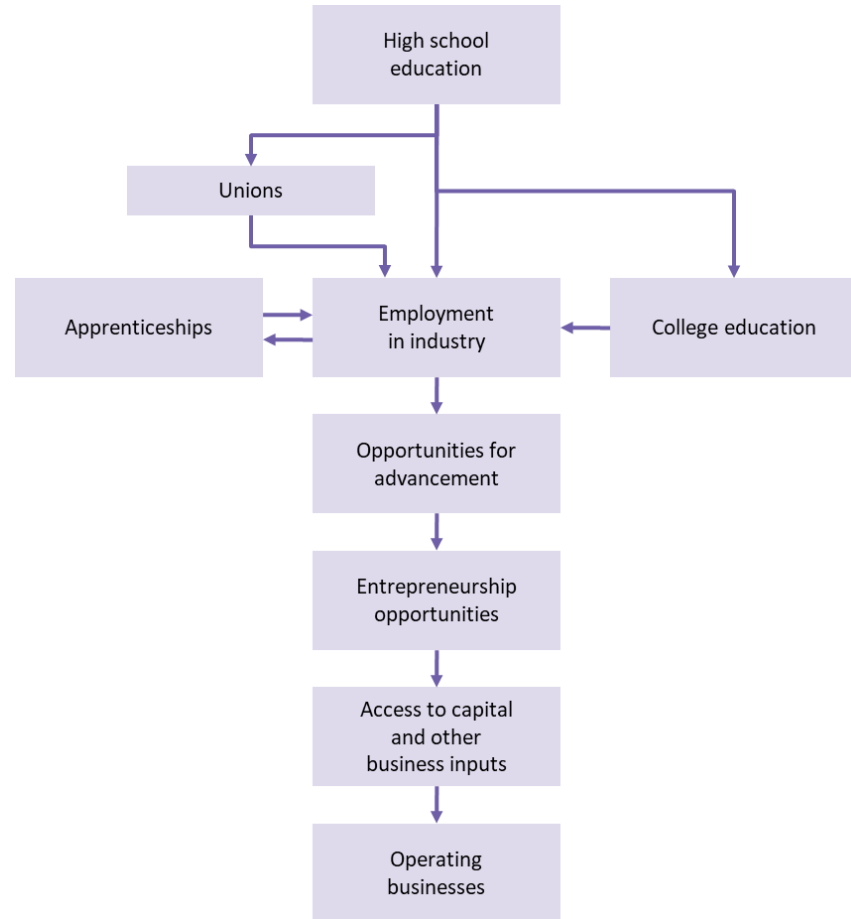 High school
education
Unions
Apprenticeships
Employment
in industry
College education
Opportunities for
advancement
Entrepreneurship
opportunities
Access to capital
and other
business inputs
Operating
businesses